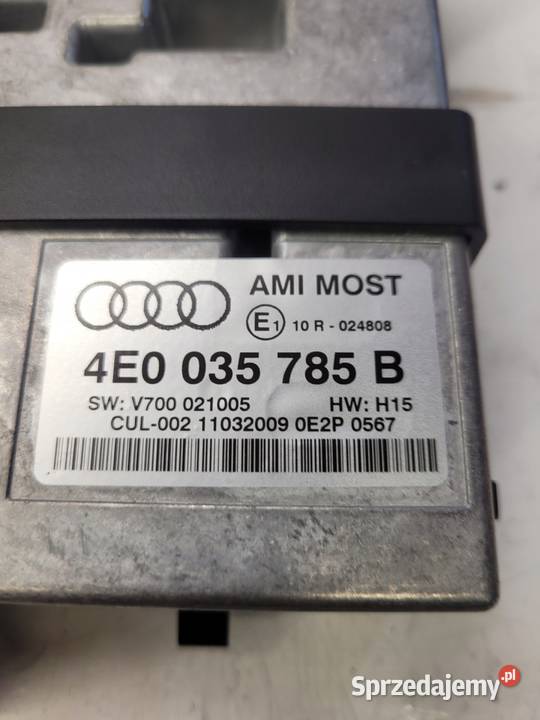 AMI MOST
E1 10 R - 024808
4E0 035 785 B
SW: V700 021005 HW: H15
CUL-002 11032009 0E2P 0567
Sprzedajemy.pl